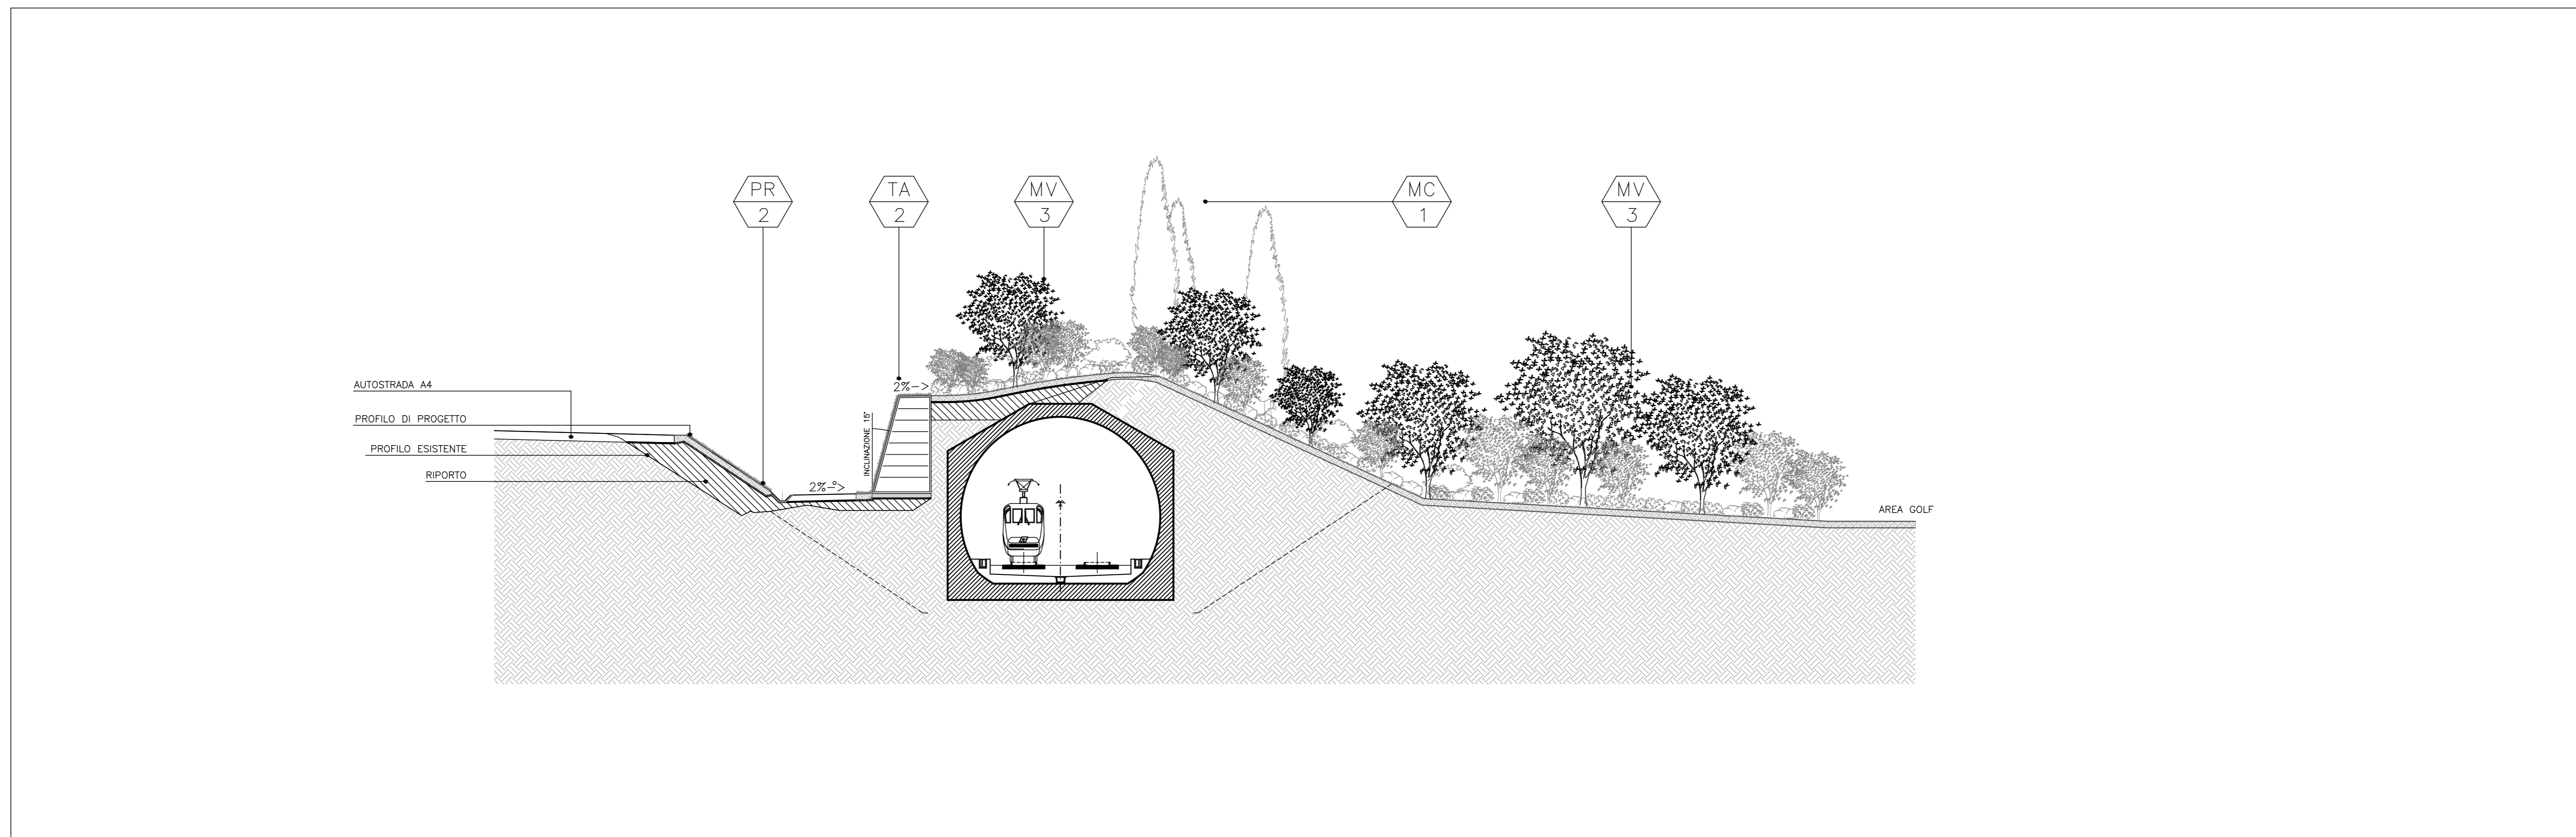 PR
2
TA
2
MV
3
MC
1
MV
3
AUTOSTRADA A4
PROFILO DI PROGETTO
PROFILO ESISTENTE
RIPORTO
2%->
2%-°>
INCLINAZIONE 15°
AREA GOLF